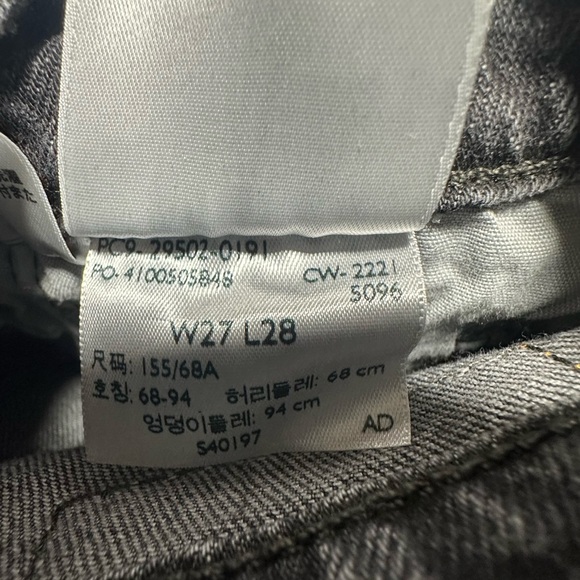 PC9-29502-0191
PO-4100505848 CW-2221
5096
W27 L28
尺码: 155/68A
호칭: 68-94 허리둘레: 68 cm
엉덩이둘레: 94 cm
S40197 AD